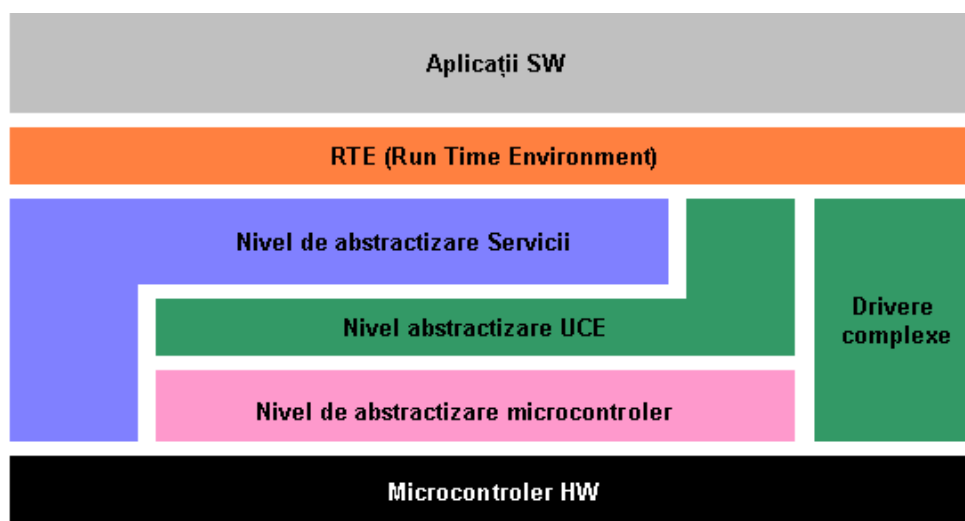 Aplicații SW
RTE (Run Time Environment)
Nivel de abstractizare Servicii
Nivel abstractizare UCE
Drivere
complexe
Nivel de abstractizare microcontroler
Microcontroler HW